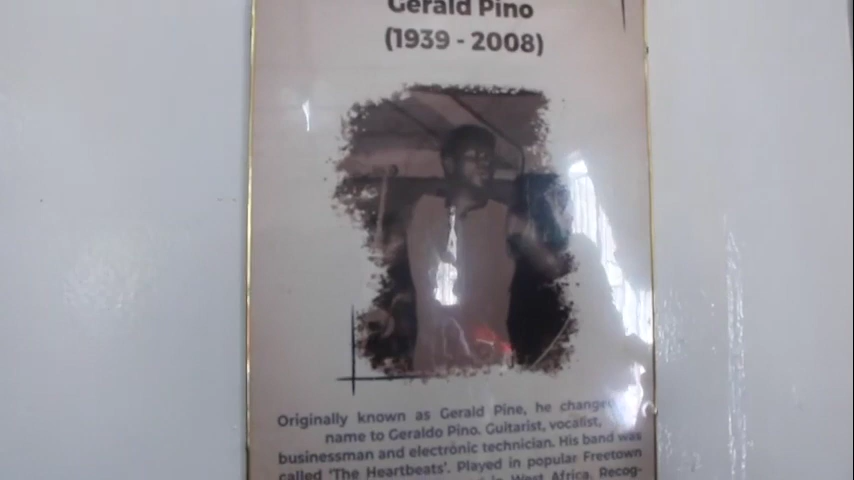 Gerald Pino
(1939 - 2008)
Originally known as Gerald Pine, he change
name to Geraldo Pino. Guitarist, vocalist,
businessman and electronic technician. His band was
called 'The Heartbeats'. Played in popular Freetown
West Africa. Recog-